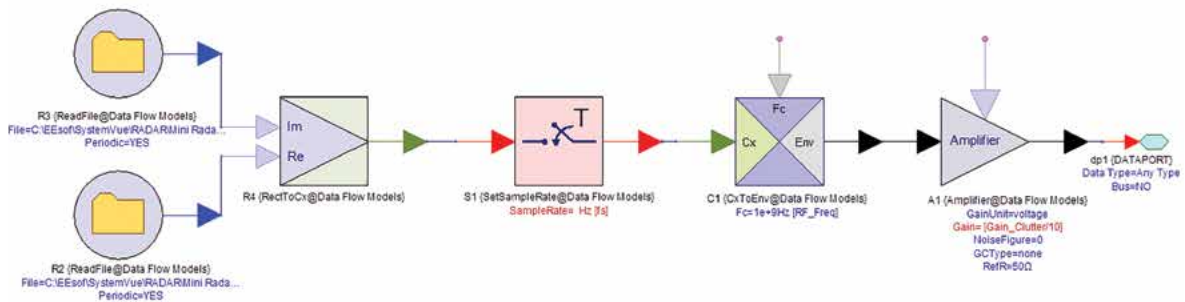 R3 {ReadFile@Data Flow Models}
File=C:\EEsof\SystemVue\RADAR\Mini Rada...
Periodic=YES
Im
Re
R4 {RectToCx@Data Flow Models}
R2 {ReadFile@Data Flow Models}
File=C:\EEsof\SystemVue\RADAR\Mini Rada...
Periodic=YES
T
S1 {SetSampleRate@Data Flow Models}
SampleRate= Hz [fs]
Fc
Cx
Env
C1 {CxToEnv@Data Flow Models}
Fc=1e+9Hz [RF_Freq]
Amplifier
A1 {Amplifier@Data Flow Models}
GainUnit=voltage
Gain= [Gain_Clutter/10]
NoiseFigure=0
GCType=none
RefR=50Ω
dp1 {DATAPORT}
Data Type=Any Type
Bus=NO